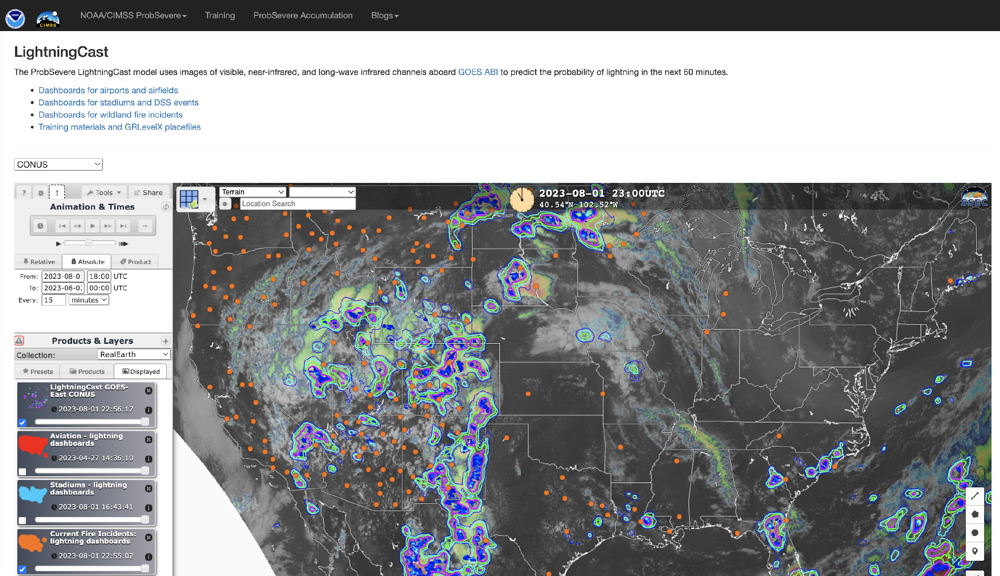 NOAA
CIMSS
NOAA/CIMSS ProbSevere
Training
ProbSevere Accumulation
Blogs
LightningCast
The ProbSevere LightningCast model uses images of visible, near-infrared, and long-wave infrared channels aboard GOES ABI to predict the probability of lightning in the next 60 minutes.
Dashboards for airports and airfields
Dashboards for stadiums and DSS events
Dashboards for wildland fire incidents
Training materials and GRLevelX placefiles
CONUS
?
!
Tools
Share
Animation & Times
Relative
Absolute
Product
From: 2023-08-01 18:00 UTC
To: 2023-08-02 00:00 UTC
Every: 15 minutes
Products & Layers
Collection: RealEarth
Presets
Products
Displayed
LightningCast GOES-
East CONUS
2023-08-01 22:56:17
Aviation - lightning
dashboards
2023-04-27 14:36:10
Stadiums - lightning
dashboards
2023-08-01 16:43:41
Current Fire Incidents:
lightning dashboards
2023-08-01 22:55:02
Terrain
Location Search
2023-08-01 23:00UTC
40.54°N 102.52°W
SSEC